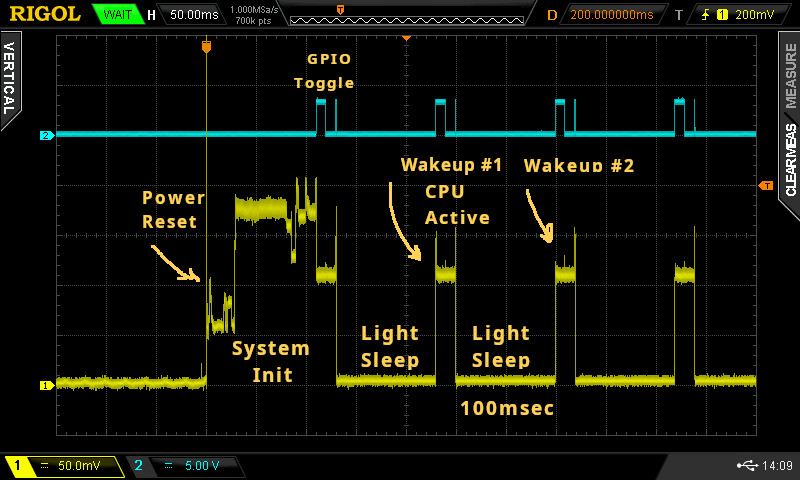 RIGOL WAIT H 50.00ms 1.000MSa/s 700k pts T D 200.000000ms T 1 200mV
VERTICAL
MEASURE
CLEARMEAS
T
GPIO
Toggle
2
Wakeup #1
Wakeup #2
CPU
Active
T
Power
Reset
System
Init
Light
Sleep
Light
Sleep
1
100msec
1 50.0mV 2 5.00 V 14:09